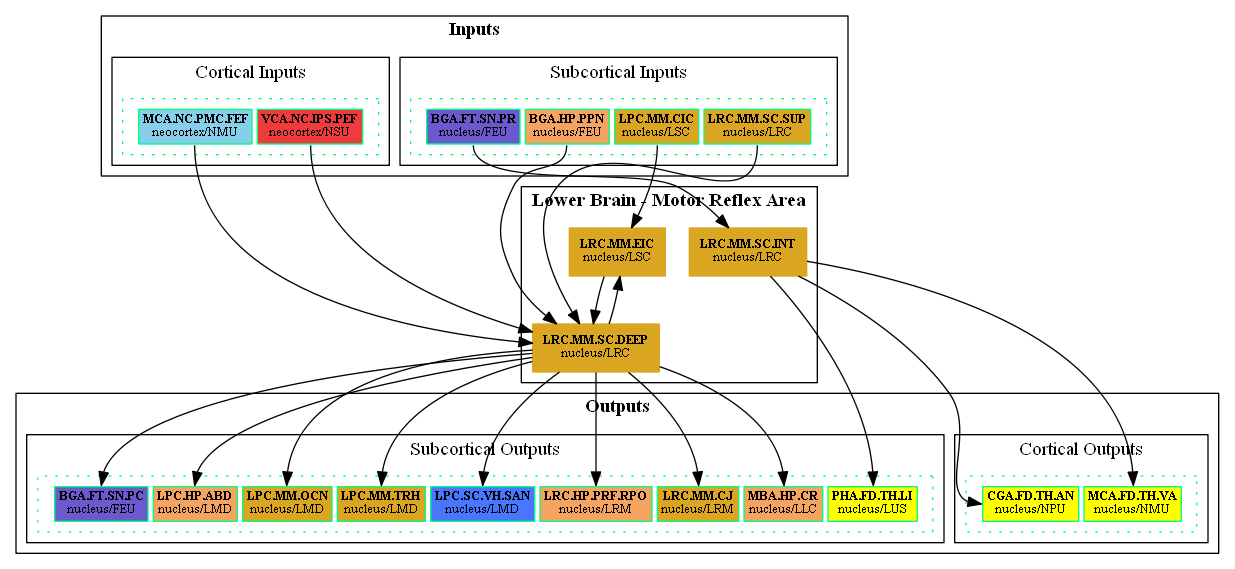 Inputs
Cortical Inputs
Subcortical Inputs
MCA.NC.PMC.FEF
neocortex/NMU
VCA.NC.IPS.PEF
neocortex/NSU
BGA.FT.SN.PR
nucleus/FEU
BGA.HP.PPN
nucleus/FEU
LPC.MM.CIC
nucleus/LSC
LRC.MM.SC.SUP
nucleus/LRC
Lower Brain - Motor Reflex Area
LRC.MM.EIC
nucleus/LSC
LRC.MM.SC.INT
nucleus/LRC
LRC.MM.SC.DEEP
nucleus/LRC
Outputs
Subcortical Outputs
Cortical Outputs
BGA.FT.SN.PC
nucleus/FEU
LPC.HP.ABD
nucleus/LMD
LPC.MM.OCN
nucleus/LMD
LPC.MM.TRH
nucleus/LMD
LPC.SC.VH.SAN
nucleus/LMD
LRC.HP.PRF.RPO
nucleus/LRM
LRC.MM.CJ
nucleus/LRM
MBA.HP.CR
nucleus/LLC
PHA.FD.TH.LI
nucleus/LUS
CGA.FD.TH.AN
nucleus/NPU
MCA.FD.TH.VA
nucleus/NMU